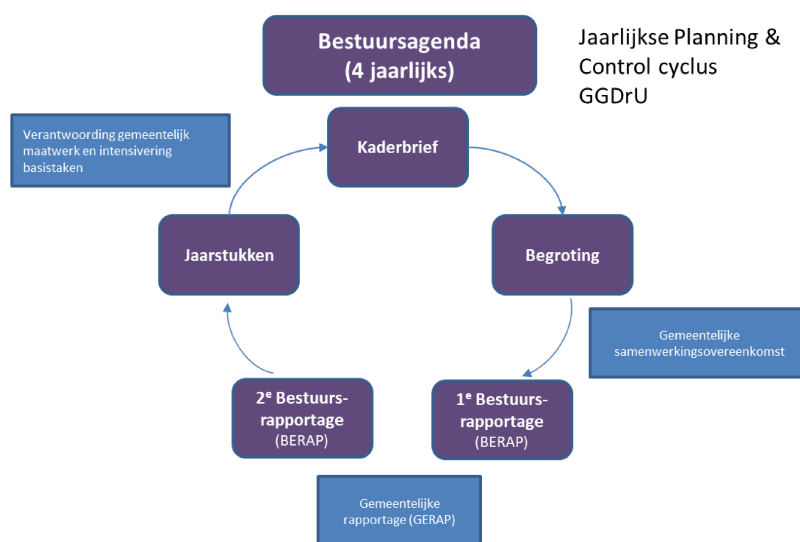 Bestuursagenda
(4 jaarlijks)
Jaarlijkse Planning &
Control cyclus
GGDrU
Verantwoording gemeentelijk
maatwerk en intensivering
basistaken
Kaderbrief
Jaarstukken
Begroting
Gemeentelijke
samenwerkingsovereenkomst
2e Bestuurs-
rapportage
(BERAP)
1e Bestuurs-
rapportage
(BERAP)
Gemeentelijke
rapportage (GERAP)